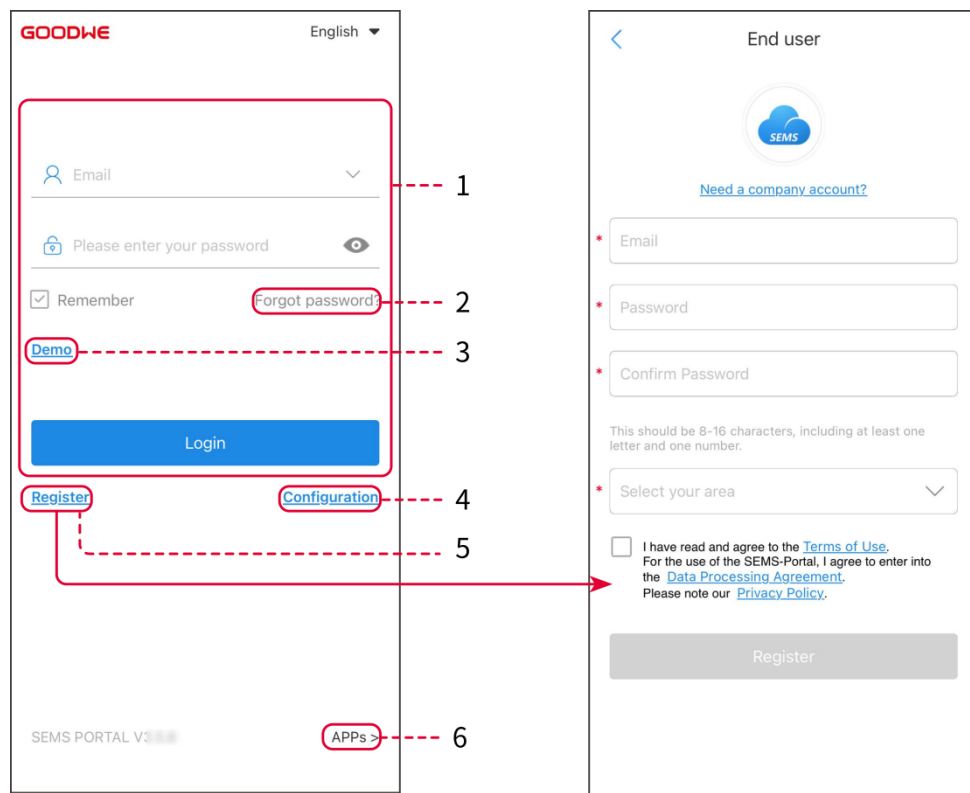 GOODWE
English
Email
1
Please enter your password
Remember
Forgot password?
2
Demo
3
Login
Register
Configuration
4
5
SEMS PORTAL
APPs >
6
End user
SEMS
Need a company account?
* Email
* Password
* Confirm Password
This should be 8-16 characters, including at least one
letter and one number.
* Select your area
I have read and agree to the Terms of Use.
For the use of the SEMS-Portal, I agree to enter into
the Data Processing Agreement.
Please note our Privacy Policy.
Register